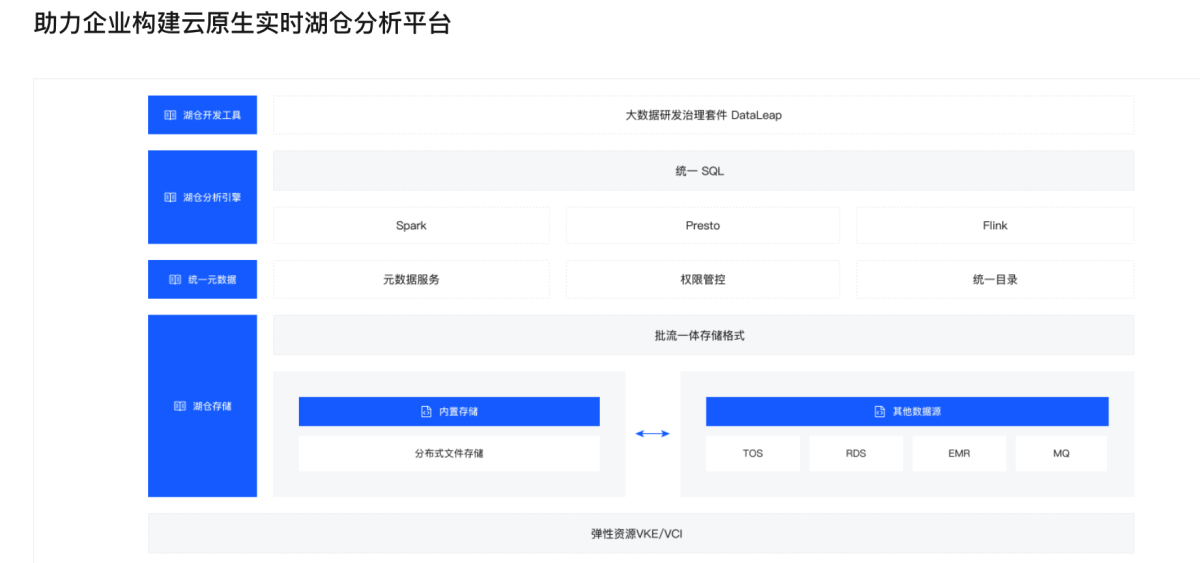 助力企业构建云原生实时湖仓分析平台
湖仓开发工具
大数据研发治理套件 DataLeap
湖仓分析引擎
统一 SQL
Spark
Presto
Flink
统一元数据
元数据服务
权限管控
统一目录
湖仓存储
批流一体存储格式
内置存储
分布式文件存储
其他数据源
TOS
RDS
EMR
MQ
弹性资源VKE/VCI